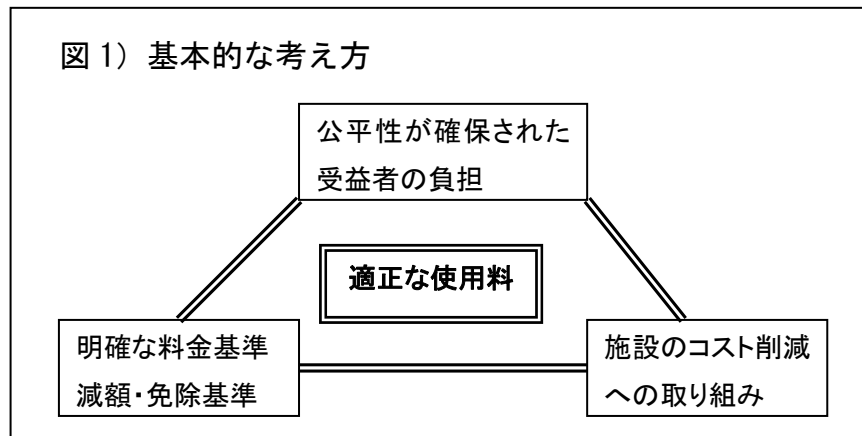 図1）基本的な考え方
公平性が確保された
受益者の負担
適正な使用料
明確な料金基準
減額・免除基準
施設のコスト削減
への取り組み